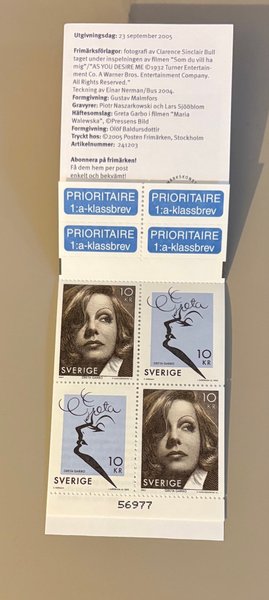 Utgivningsdag: 23 september 2005
Frimärksförlagor: fotografi av Clarence Sinclair Bull
taget under inspelningen av filmen "Som du vill ha
mig"/"AS YOU DESIRE ME ©1932 Turner Entertain-
ment Co. A Warner Bros. Entertainment Company.
All Rights Reserved."
Teckning av Einar Nerman/Bus 2004.
Formgivning: Gustav Malmfors
Gravyrer: Piotr Naszarkowski och Lars Sjööblom
Häftesomslag: Greta Garbo i filmen "Maria
Walewska", ©Pressens Bild
Formgivning: Olöf Baldursdottir
Tryckt hos: ©2005 Posten Frimärken, Stockholm
Artikelnummer: 241203
Abonnera på frimärken!
Få dem hem per post
enkelt och bekvämt!
PRIORITAIRE
1:a-klassbrev
PRIORITAIRE
1:a-klassbrev
PRIORITAIRE
1:a-klassbrev
PRIORITAIRE
1:a-klassbrev
10
KR
GRETA GARBO
SVERIGE
Greta
10
KR
GRETA GARBO
SVERIGE
Greta
10
KR
GRETA GARBO
SVERIGE
10
KR
GRETA GARBO
SVERIGE
56977